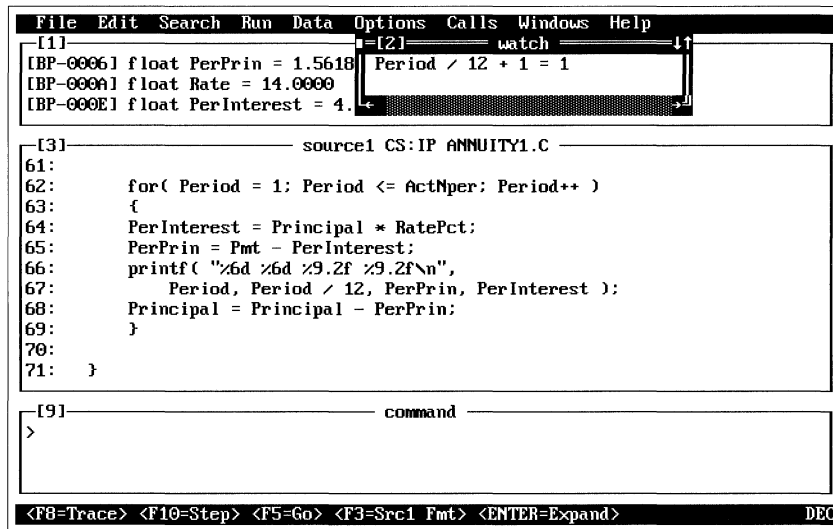 File Edit Search Run Data Options Calls Windows Help
[1]
[BP-0006] float PerPrin = 1.5618
[BP-000A] float Rate = 14.0000
[BP-000E] float PerInterest = 4.
[2] watch
Period / 12 + 1 = 1
[3] source1 CS:IP ANNUITY1.C
61:
62: for( Period = 1; Period <= ActNper; Period++ )
63: {
64: PerInterest = Principal * RatePct;
65: PerPrin = Pmt - PerInterest;
66: printf( "%6d %6d %9.2f %9.2f\n",
67: Period, Period / 12, PerPrin, PerInterest );
68: Principal = Principal - PerPrin;
69: }
70:
71: }
[9] command
>
<F8=Trace> <F10=Step> <F5=Go> <F3=Src1 Fmt> <ENTER=Expand> DEC